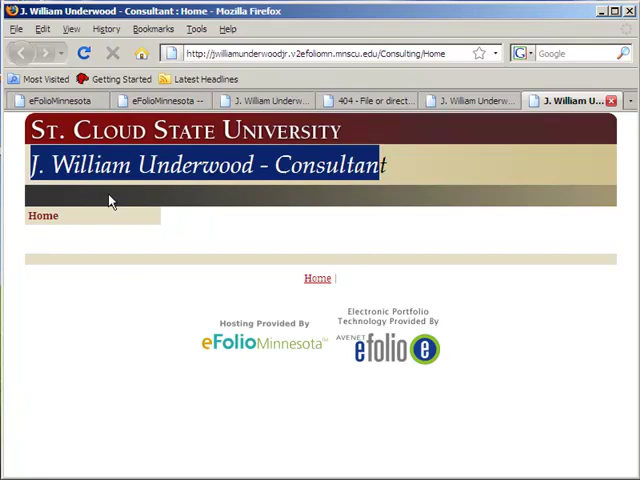 J. William Underwood - Consultant : Home - Mozilla Firefox
File Edit View History Bookmarks Tools Help
http://jwilliamunderwoodjr.v2efoliomn.mnscu.edu/Consulting/Home
Google
Most Visited Getting Started Latest Headlines
eFolioMinnesota eFolioMinnesota -- J. William Underw... 404 - File or direct... J. William Underw... J. William U...
ST. CLOUD STATE UNIVERSITY
J. William Underwood - Consultant
Home
Home |
Hosting Provided By
eFolioMinnesota
Electronic Portfolio
Technology Provided By
AVENET
efolio e